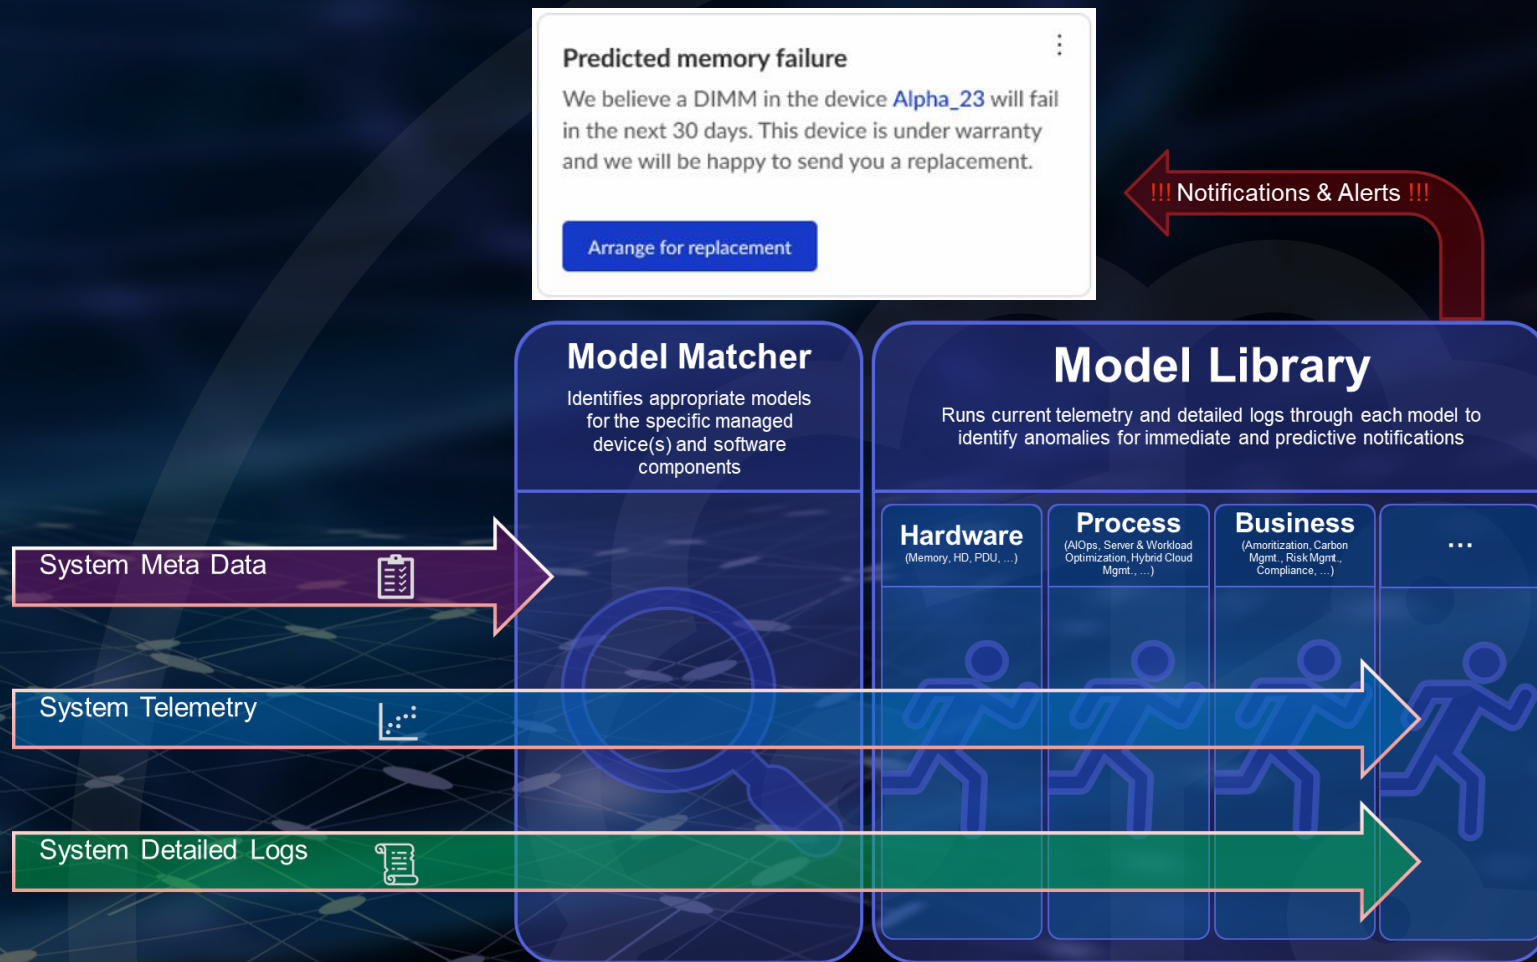 Predicted memory failure
We believe a DIMM in the device Alpha_23 will fail
in the next 30 days. This device is under warranty
and we will be happy to send you a replacement.
Arrange for replacement
!!! Notifications & Alerts !!!
Model Matcher
Identifies appropriate models
for the specific managed
device(s) and software
components
Model Library
Runs current telemetry and detailed logs through each model to
identify anomalies for immediate and predictive notifications
Hardware
(Memory, HD, PDU, ...)
Process
(AIOps, Server & Workload
Optimization, Hybrid Cloud
Mgmt., ...)
Business
(Amoritization, Carbon
Mgmt., Risk Mgmt.,
Compliance, ...)
...
System Meta Data
System Telemetry
System Detailed Logs